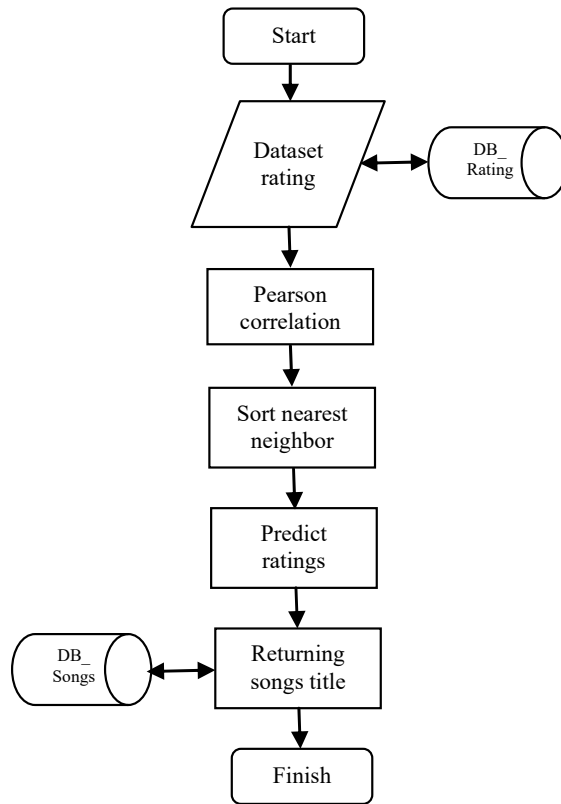 Start
Dataset
rating
DB_
Rating
Pearson
correlation
Sort nearest
neighbor
Predict
ratings
DB_
Songs
Returning
songs title
Finish